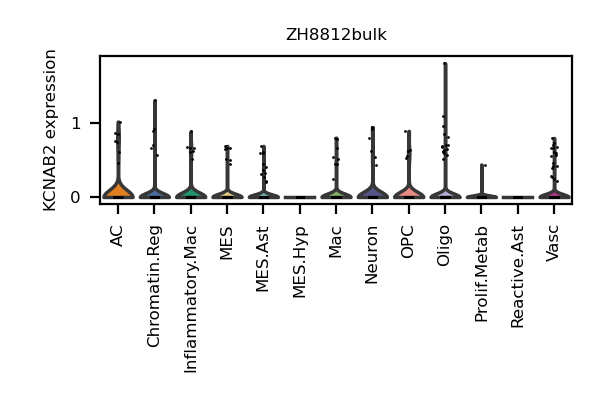 ZH8812bulk
KCNAB2 expression
1
0
AC
Chromatin.Reg
Inflammatory.Mac
MES
MES.Ast
MES.Hyp
Mac
Neuron
OPC
Oligo
Prolif.Metab
Reactive.Ast
Vasc